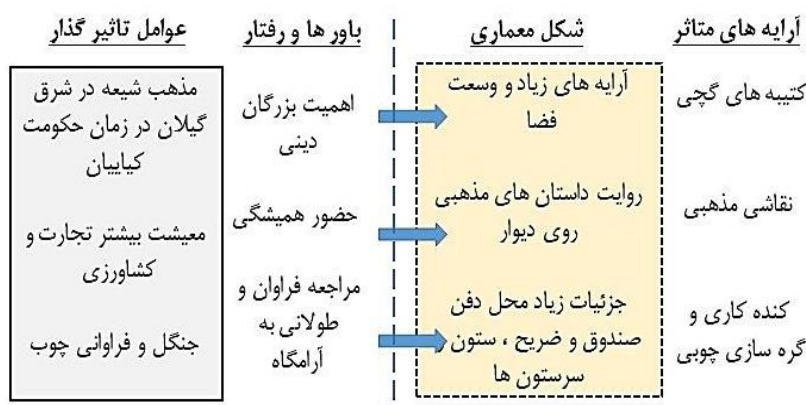 عوامل تاثیر گذار
مذهب شیعه در شرق
گیلان در زمان حکومت
کیاییان
معیشت بیشتر تجارت و
کشاورزی
جنگل و فراوانی چوب
باور ها و رفتار
اهمیت بزرگان
دینی
حضور همیشگی
مراجعه فراوان و
طولانی به
آرامگاه
شکل معماری
آرایه های زیاد و وسعت
فضا
روایت داستان های مذهبی
روی دیوار
جزئیات زیاد محل دفن
صندوق و ضریح ، ستون و
سرستون ها
آرایه های متاثر
کتیبه های گچی
نقاشی مذهبی
کنده کاری و
گره سازی چوبی